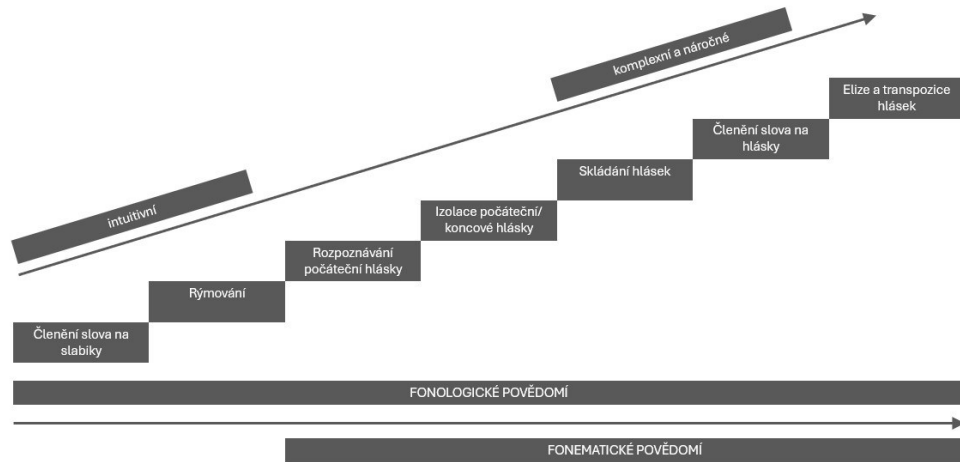 komplexní a náročné
Elize a transpozice
hlásek
Členění slova na
hlásky
Skládání hlásek
intuitivní
Izolace počáteční/
koncové hlásky
Rozpoznávání
počáteční hlásky
Rýmování
Členění slova na
slabiky
FONOLOGICKÉ POVĚDOMÍ
FONEMATICKÉ POVĚDOMÍ